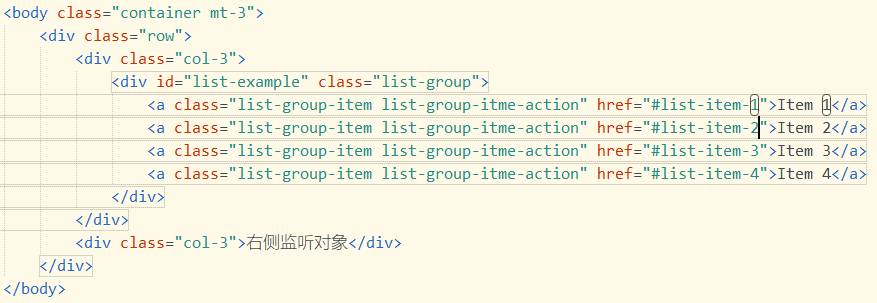 <body class="container mt-3">
<div class="row">
<div class="col-3">
<div id="list-example" class="list-group">
<a class="list-group-item list-group-itme-action" href="#list-item-1">Item 1</a>
<a class="list-group-item list-group-itme-action" href="#list-item-2">Item 2</a>
<a class="list-group-item list-group-itme-action" href="#list-item-3">Item 3</a>
<a class="list-group-item list-group-itme-action" href="#list-item-4">Item 4</a>
</div>
</div>
<div class="col-3">右侧监听对象</div>
</div>
</body>